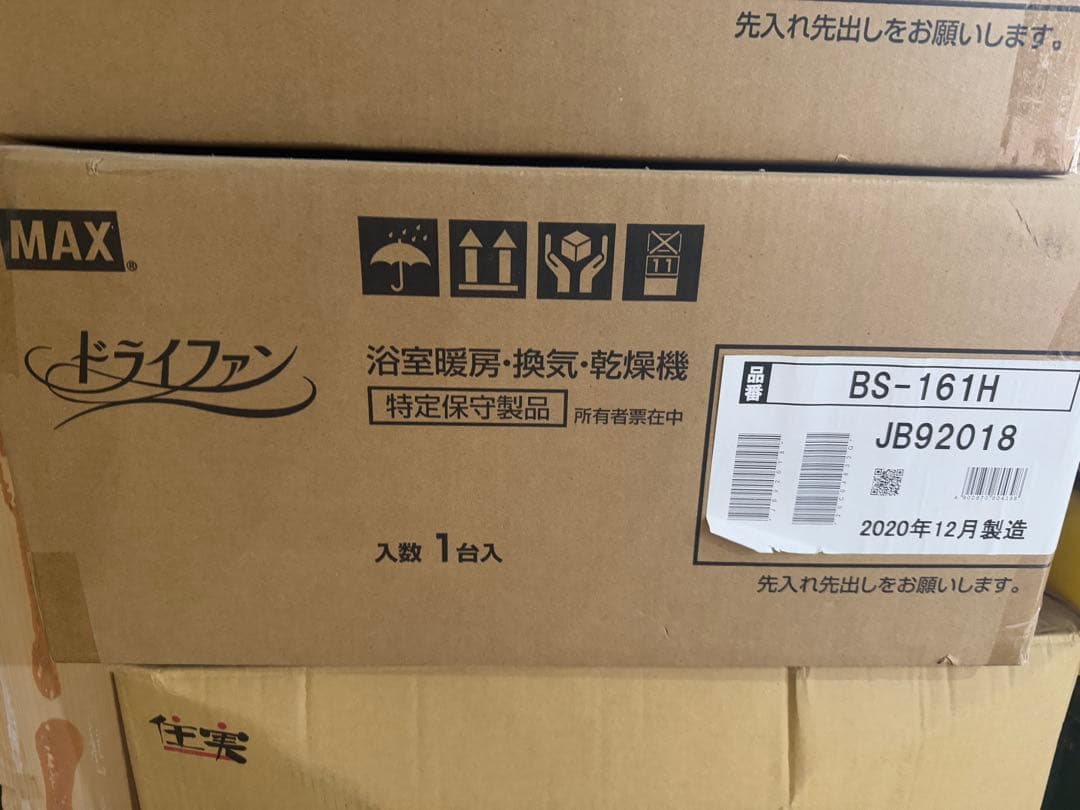 先入れ先出しをお願いします。
MAX®
11
ドライファン
浴室暖房・換気・乾燥機
特定保守製品 所有者票在中
品番 BS-161H
JB92018
2020年12月製造
入数 1台入
先入れ先出しをお願いします。
住実